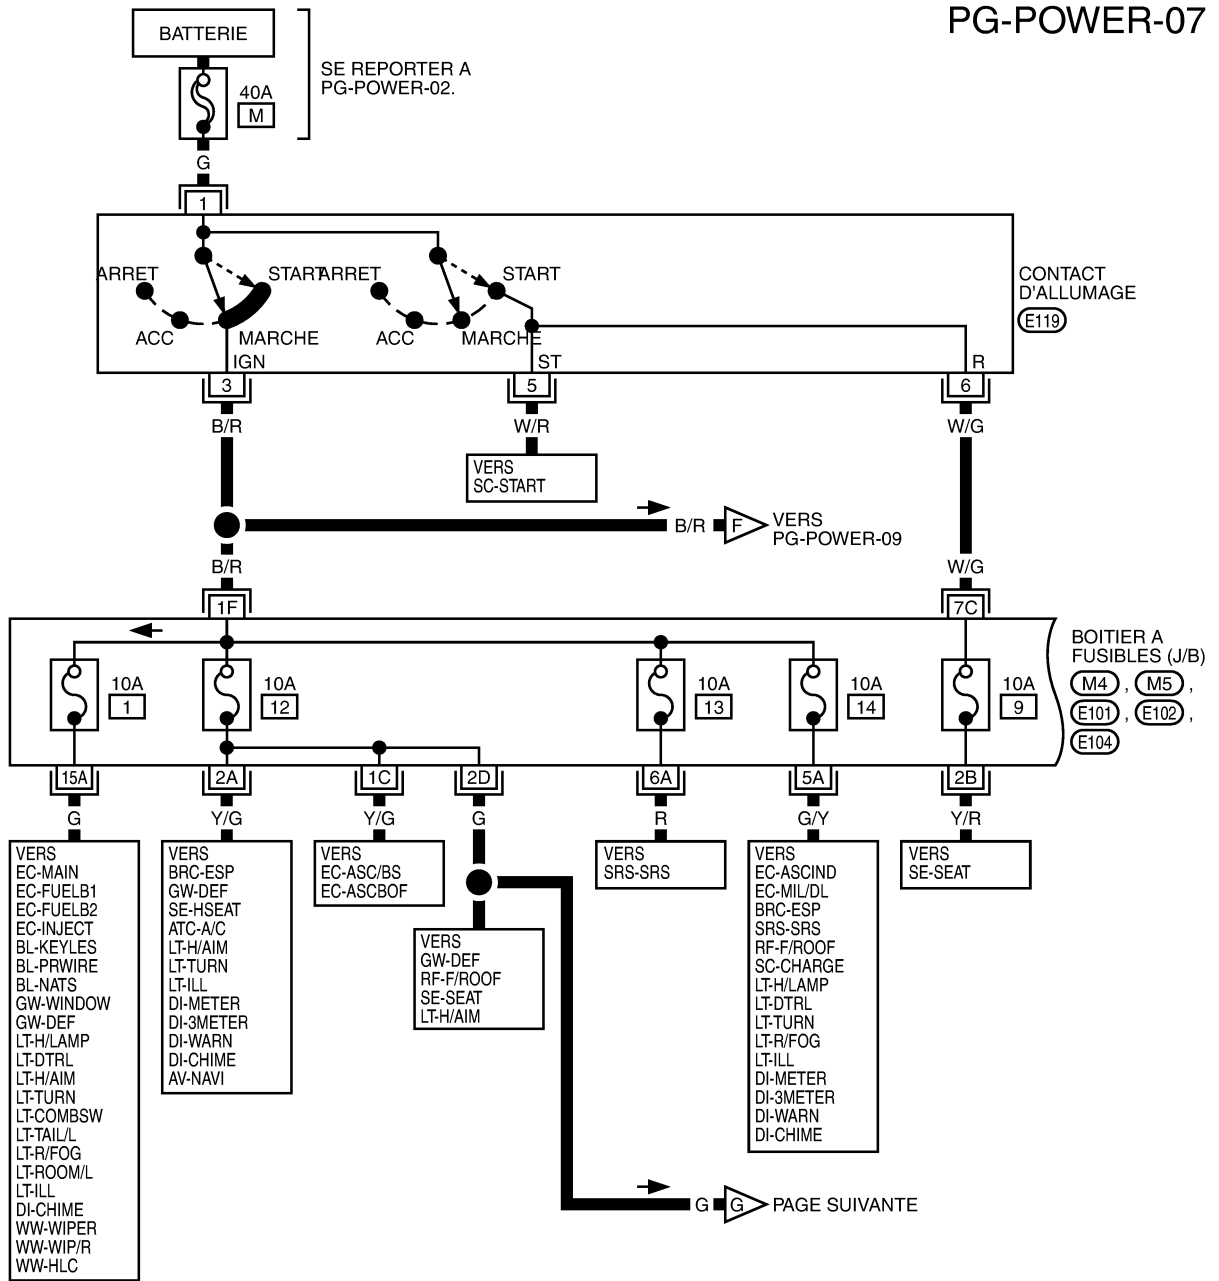 PG-POWER-07
BATTERIE
SE REPORTER A
PG-POWER-02.
40A
M
G
1
ARRET
START
ACC
MARCHE
IGN
ARRET
START
ACC
MARCHE
ST
R
CONTACT
D'ALLUMAGE
E119
3
5
6
B/R
W/R
W/G
VERS
SC-START
B/R
F
VERS
PG-POWER-09
B/R
W/G
1F
7C
BOITIER A
FUSIBLES (J/B)
M4 , M5 ,
E101 , E102 ,
E104
10A
1
10A
12
10A
13
10A
14
10A
9
15A
2A
1C
2D
6A
5A
2B
G
Y/G
Y/G
G
R
G/Y
Y/R
VERS
EC-MAIN
EC-FUELB1
EC-FUELB2
EC-INJECT
BL-KEYLES
BL-PRWIRE
BL-NATS
GW-WINDOW
GW-DEF
LT-H/LAMP
LT-DTRL
LT-H/AIM
LT-TURN
LT-COMBSW
LT-TAIL/L
LT-R/FOG
LT-ROOM/L
LT-ILL
DI-CHIME
WW-WIPER
WW-WIP/R
WW-HLC
VERS
BRC-ESP
GW-DEF
SE-HSEAT
ATC-A/C
LT-H/AIM
LT-TURN
LT-ILL
DI-METER
DI-3METER
DI-WARN
DI-CHIME
AV-NAVI
VERS
EC-ASC/BS
EC-ASCBOF
VERS
GW-DEF
RF-F/ROOF
SE-SEAT
LT-H/AIM
VERS
SRS-SRS
VERS
EC-ASCIND
EC-MIL/DL
BRC-ESP
SRS-SRS
RF-F/ROOF
SC-CHARGE
LT-H/LAMP
LT-DTRL
LT-TURN
LT-R/FOG
LT-ILL
DI-METER
DI-3METER
DI-WARN
DI-CHIME
VERS
SE-SEAT
G
G
PAGE SUIVANTE